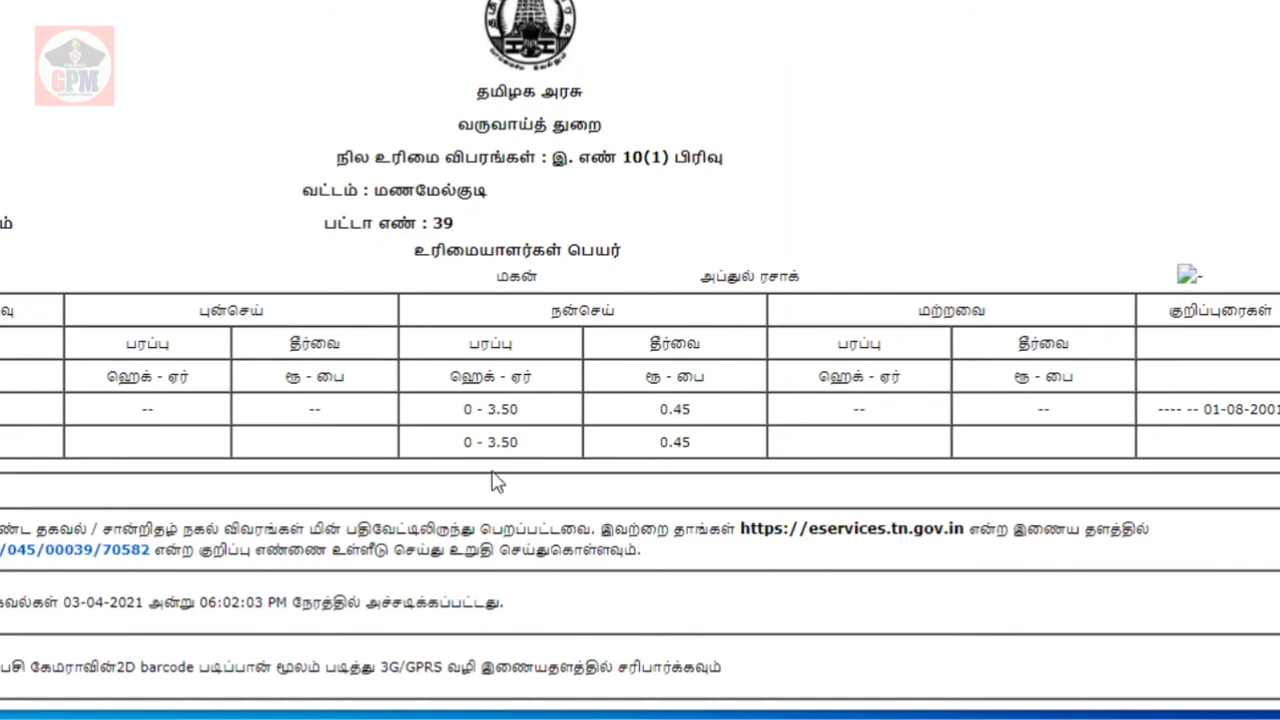 GPM
தமிழக அரசு
வருவாய்த் துறை
நில உரிமை விபரங்கள் : இ. எண் 10(1) பிரிவு
வட்டம் : மணமேல்குடி
ம் பட்டா எண் : 39
உரிமையாளர்கள் பெயர்
மகன் அப்துல் ரசாக் -
வு புன்செய் நன்செய் மற்றவை குறிப்புரைகள்
பரப்பு தீர்வை பரப்பு தீர்வை பரப்பு தீர்வை
ஹெக் - ஏர் ரூ - பை ஹெக் - ஏர் ரூ - பை ஹெக் - ஏர் ரூ - பை
-- -- 0 - 3.50 0.45 -- -- ---- -- 01-08-2001
0 - 3.50 0.45
ண்ட தகவல் / சான்றிதழ் நகல் விவரங்கள் மின் பதிவேட்டிலிருந்து பெறப்பட்டவை. இவற்றை தாங்கள் https://eservices.tn.gov.in என்ற இணைய தளத்தில்
/045/00039/70582 என்ற குறிப்பு எண்ணை உள்ளீடு செய்து உறுதி செய்துகொள்ளவும்.
கவல்கள் 03-04-2021 அன்று 06:02:03 PM நேரத்தில் அச்சடிக்கப்பட்டது.
பசி கேமராவின்2D barcode படிப்பான் மூலம் படித்து 3G/GPRS வழி இணையதளத்தில் சரிபார்க்கவும்